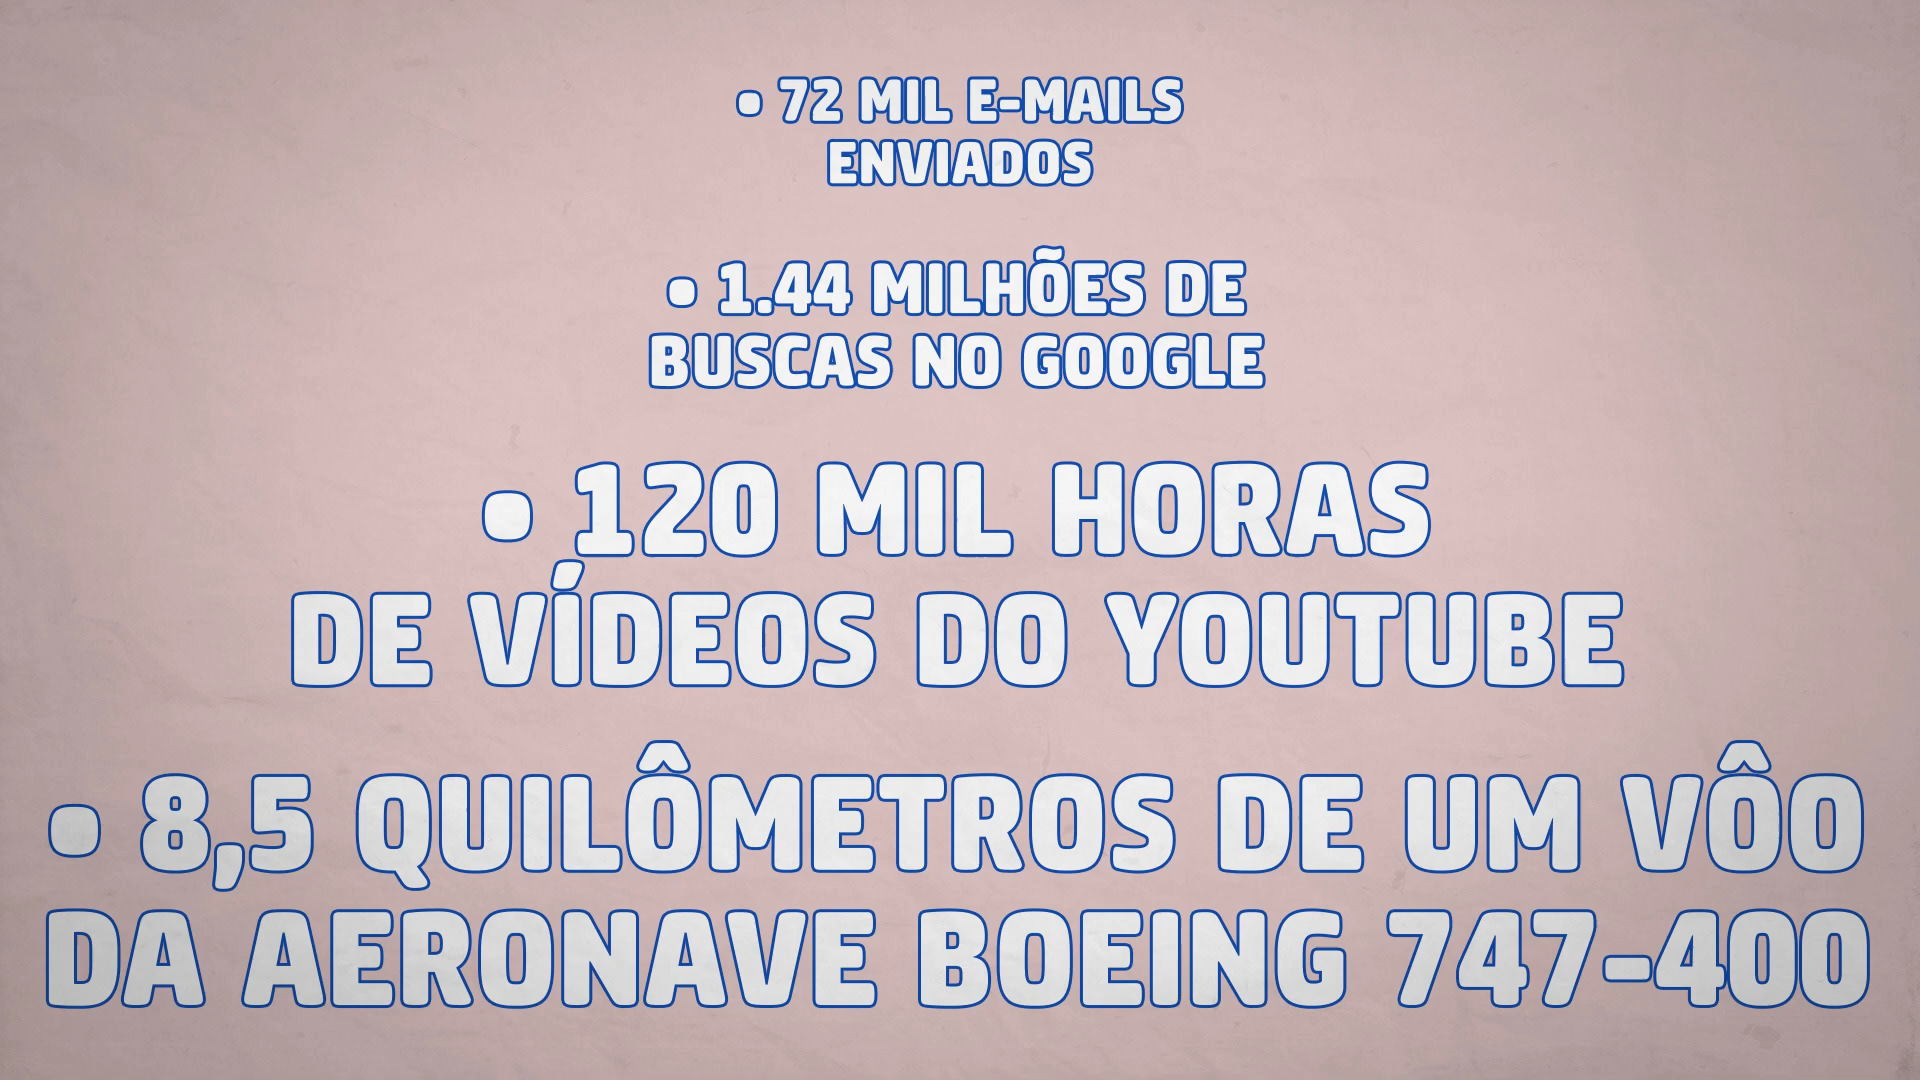 • 72 MIL E-MAILS
ENVIADOS
• 1.44 MILHÕES DE
BUSCAS NO GOOGLE
• 120 MIL HORAS
DE VÍDEOS DO YOUTUBE
• 8,5 QUILÔMETROS DE UM VÔO
DA AERONAVE BOEING 747-400